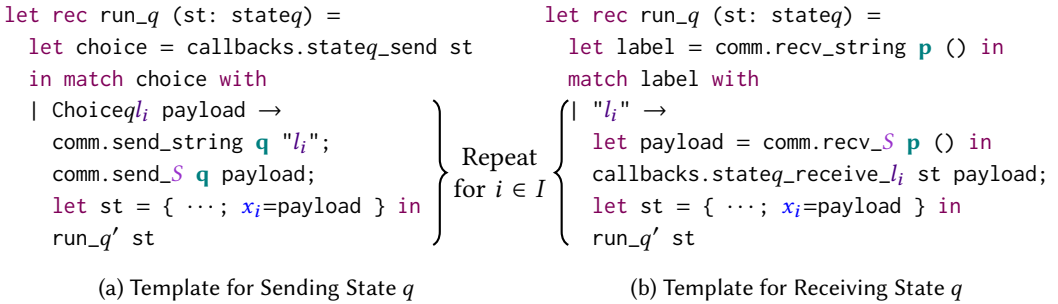 let rec run_q (st: stateq) =
let choice = callbacks.stateq_send st
in match choice with
| Choiceqlᵢ payload →
comm.send_string q "lᵢ";
comm.send_S q payload;
let st = { ⋯; xᵢ=payload } in
run_q′ st
Repeat
for i ∈ I
let rec run_q (st: stateq) =
let label = comm.recv_string p () in
match label with
| "lᵢ" →
let payload = comm.recv_S p () in
callbacks.stateq_receive_lᵢ st payload;
let st = { ⋯; xᵢ=payload } in
run_q′ st
(a) Template for Sending State q
(b) Template for Receiving State q